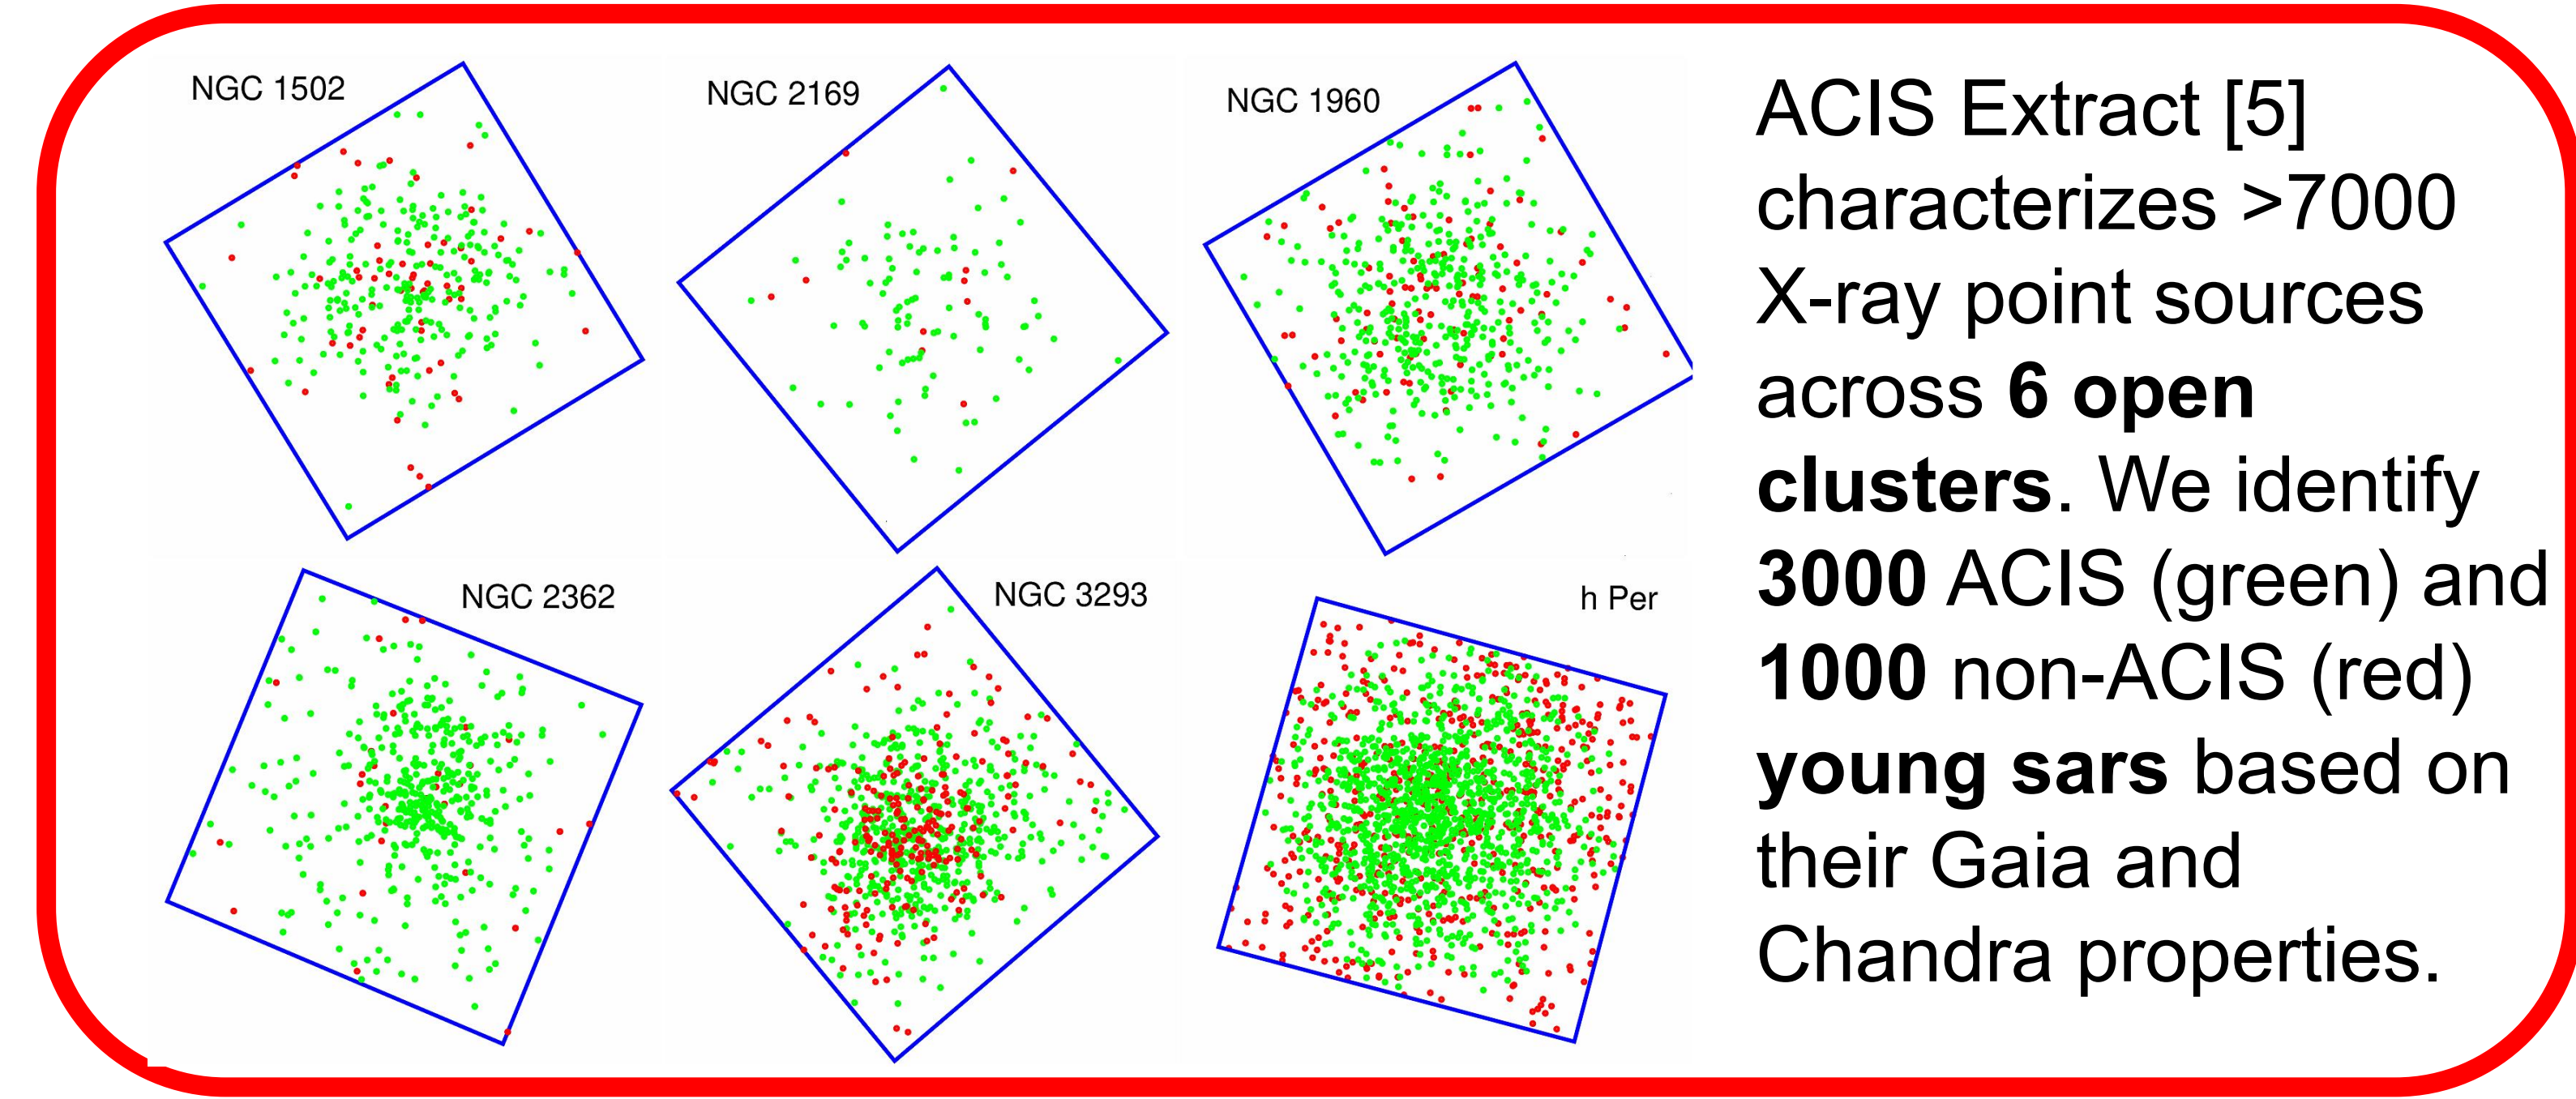 NGC 1502
NGC 2169
NGC 1960
NGC 2362
NGC 3293
h Per
ACIS Extract [5]
characterizes >7000
X-ray point sources
across 6 open
clusters. We identify
3000 ACIS (green) and
1000 non-ACIS (red)
young sars based on
their Gaia and
Chandra properties.